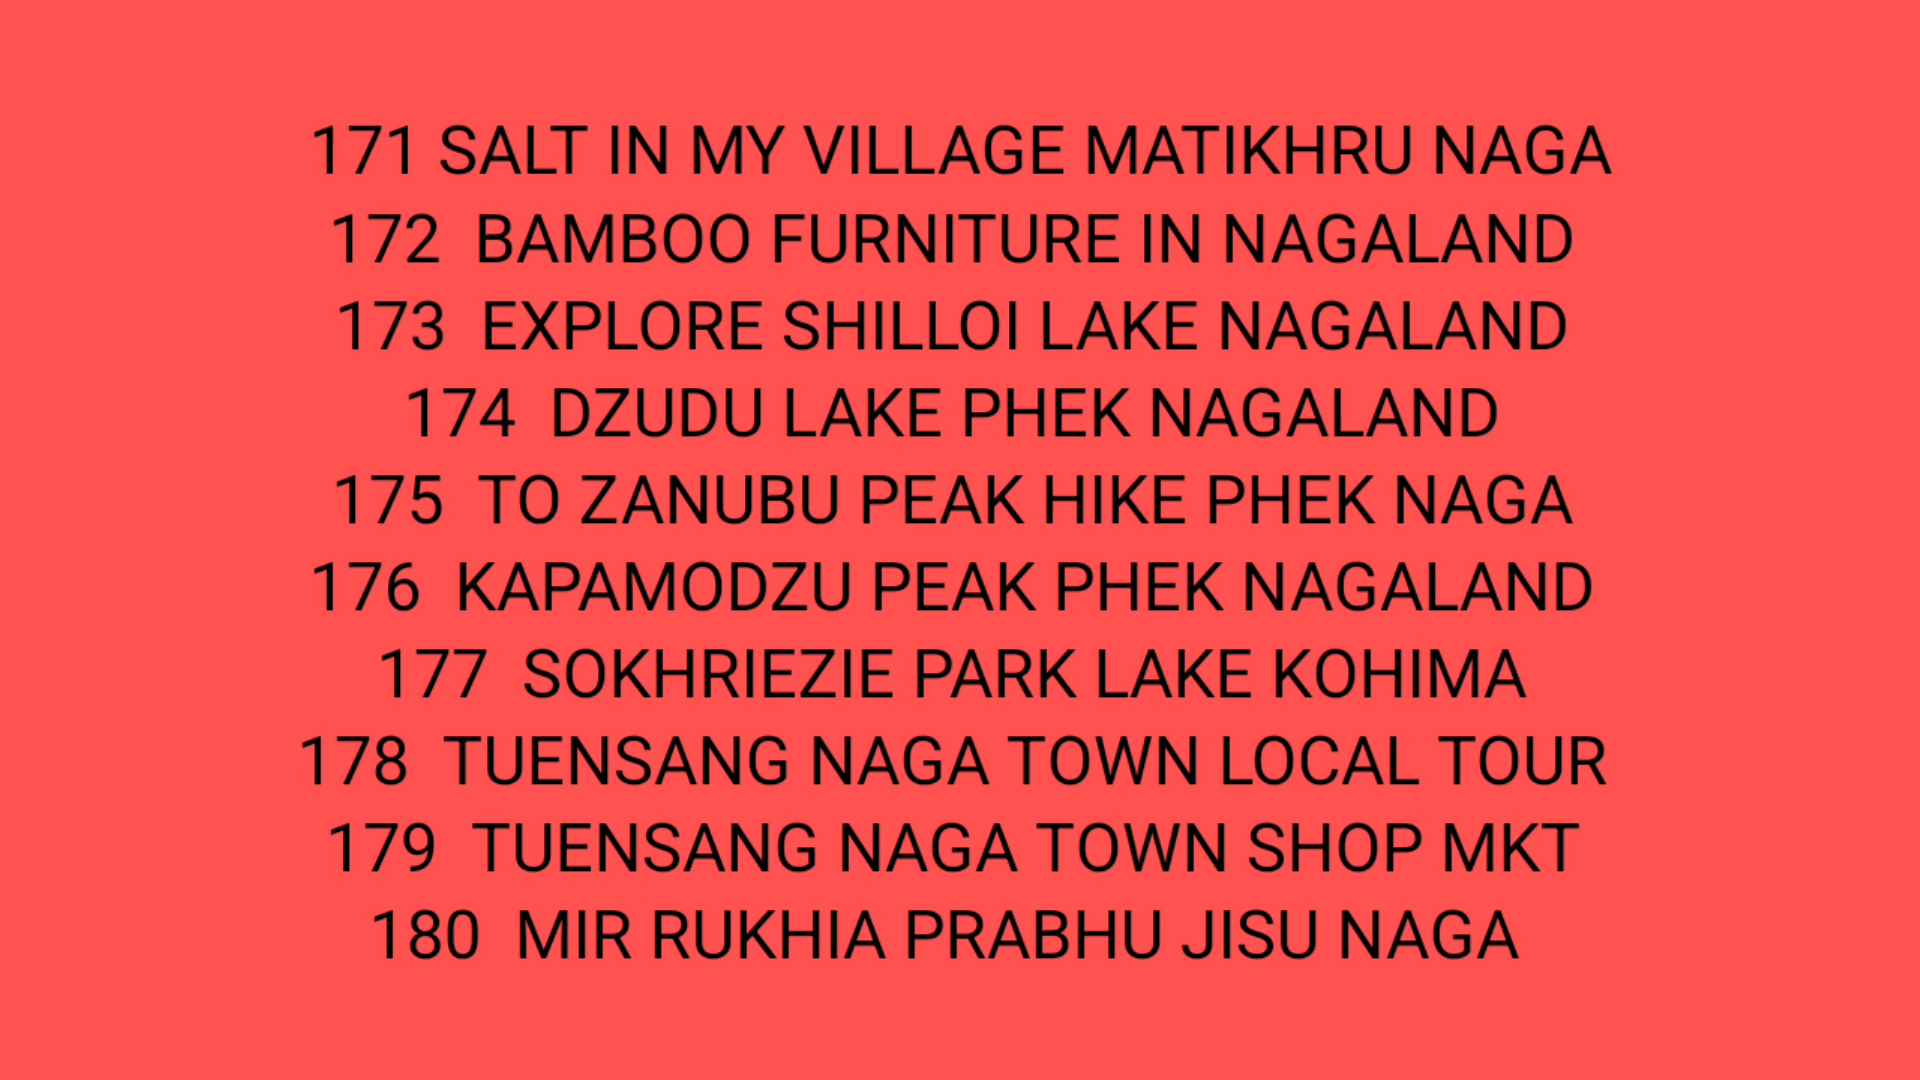 171 SALT IN MY VILLAGE MATIKHRU NAGA
172 BAMBOO FURNITURE IN NAGALAND
173 EXPLORE SHILLOI LAKE NAGALAND
174 DZUDU LAKE PHEK NAGALAND
175 TO ZANUBU PEAK HIKE PHEK NAGA
176 KAPAMODZU PEAK PHEK NAGALAND
177 SOKHRIEZIE PARK LAKE KOHIMA
178 TUENSANG NAGA TOWN LOCAL TOUR
179 TUENSANG NAGA TOWN SHOP MKT
180 MIR RUKHIA PRABHU JISU NAGA